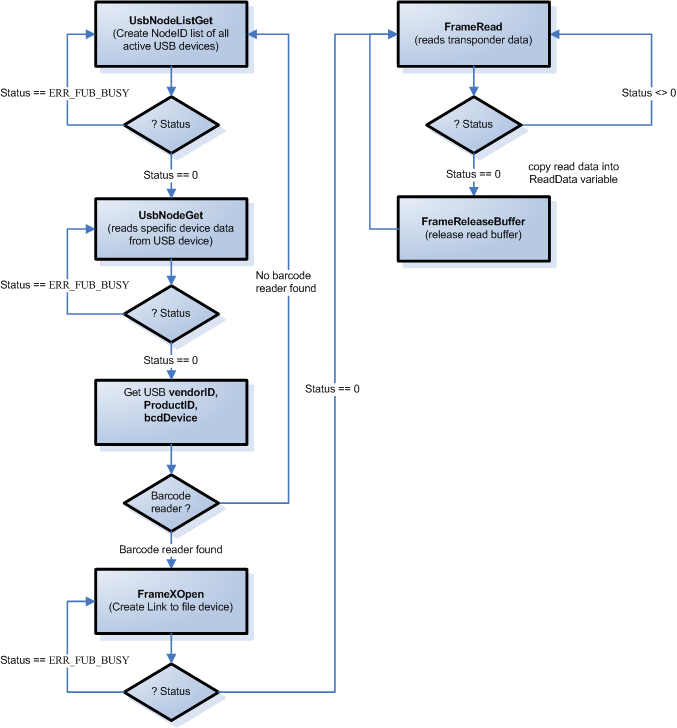 UsbNodeListGet
(Create NodeID list of all
active USB devices)
Status == ERR_FUB_BUSY
? Status
Status == 0
UsbNodeGet
(reads specific device data
from USB device)
Status == ERR_FUB_BUSY
? Status
Status == 0
No barcode
reader found
Get USB vendorID,
ProductID,
bcdDevice
Barcode
reader ?
Barcode reader found
FrameXOpen
(Create Link to file device)
Status == ERR_FUB_BUSY
? Status
Status == 0
FrameRead
(reads transponder data)
Status <> 0
? Status
Status == 0
copy read data into
ReadData variable
FrameReleaseBuffer
(release read buffer)